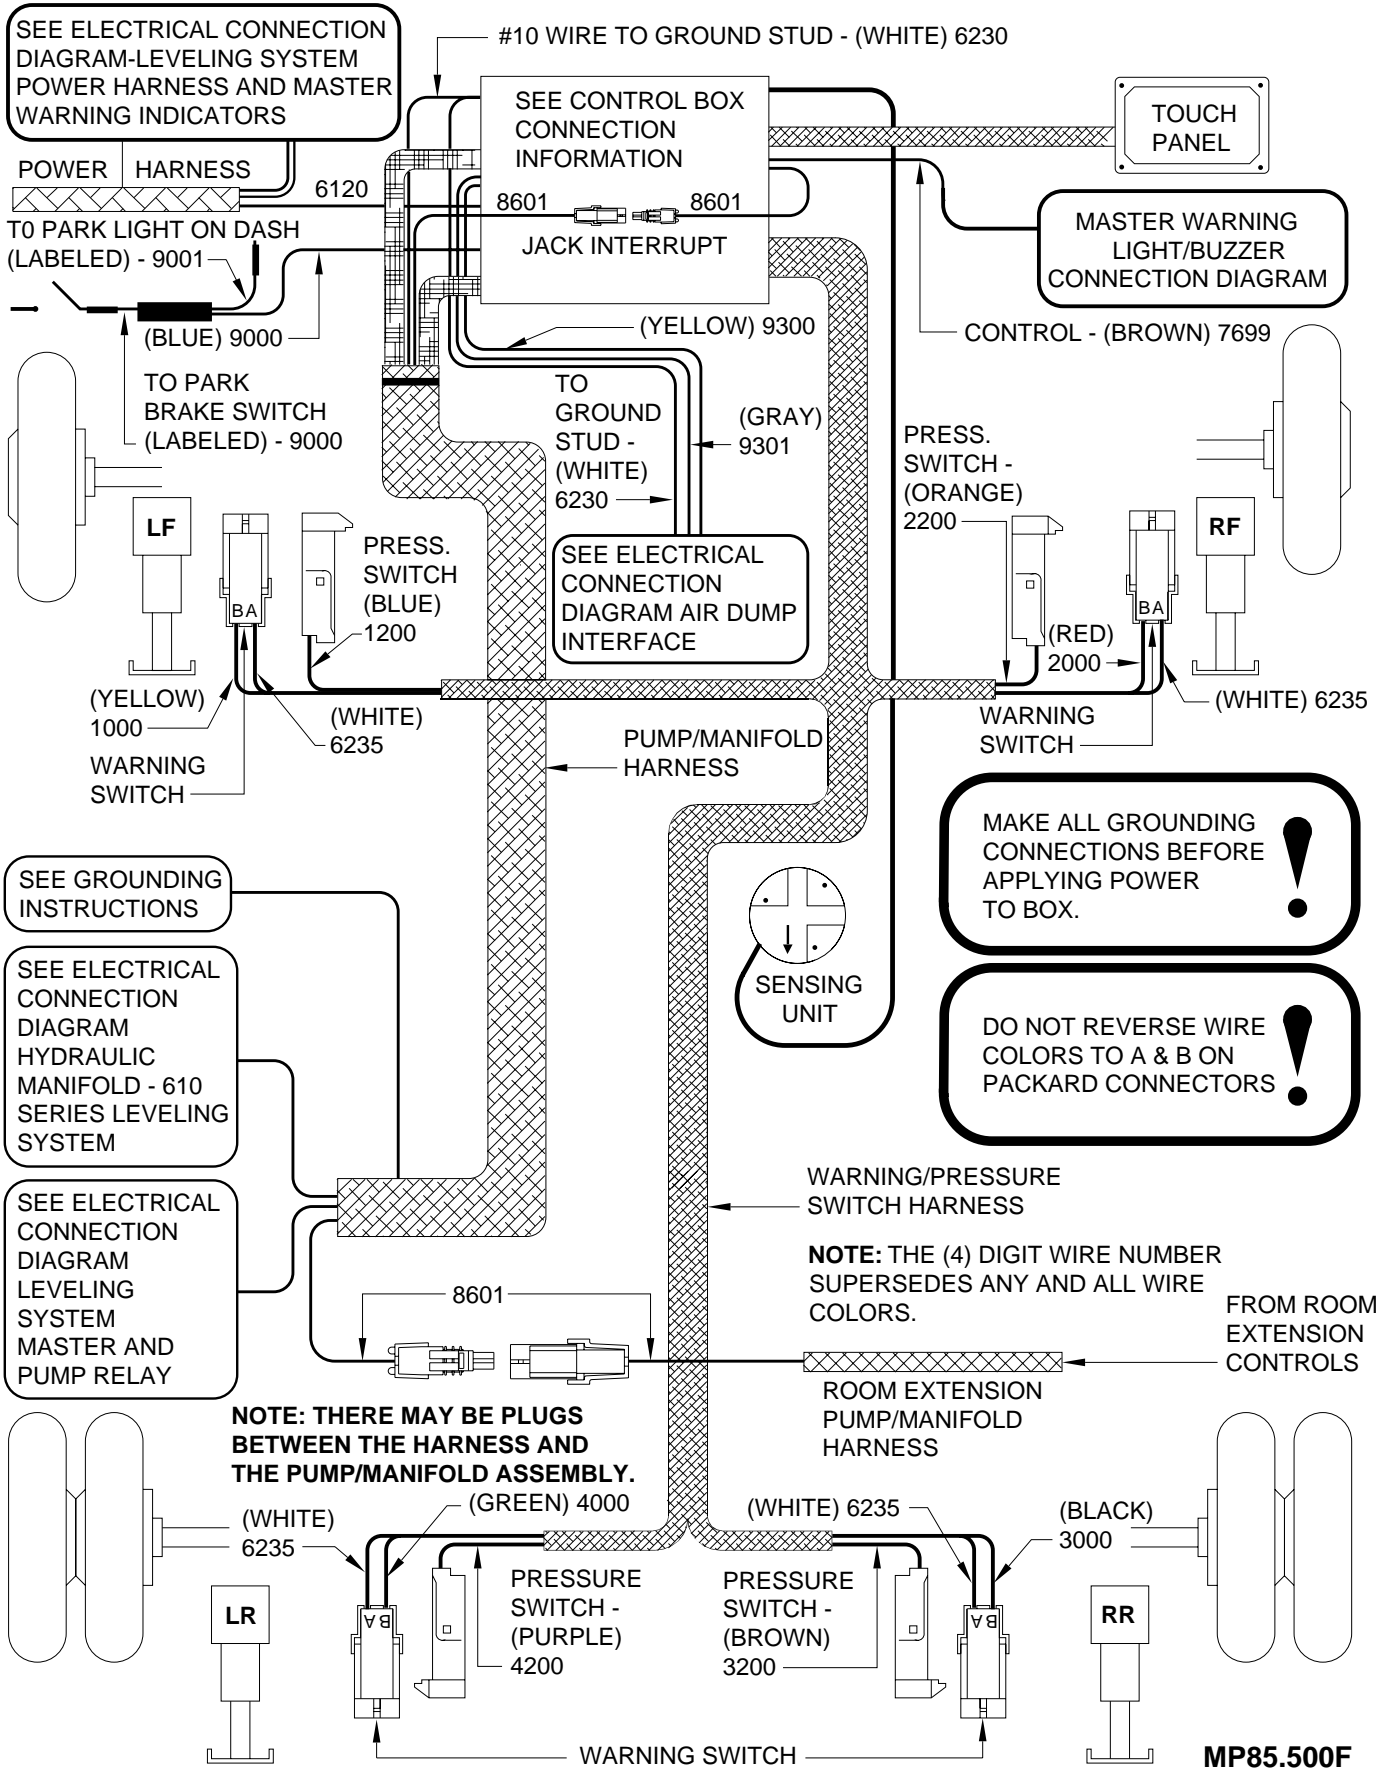 SEE ELECTRICAL CONNECTION
DIAGRAM-LEVELING SYSTEM
POWER HARNESS AND MASTER
WARNING INDICATORS
#10 WIRE TO GROUND STUD - (WHITE) 6230
SEE CONTROL BOX
CONNECTION
INFORMATION
TOUCH
PANEL
POWER HARNESS
6120
8601
8601
JACK INTERRUPT
T0 PARK LIGHT ON DASH
(LABELED) - 9001
MASTER WARNING
LIGHT/BUZZER
CONNECTION DIAGRAM
(BLUE) 9000
(YELLOW) 9300
CONTROL - (BROWN) 7699
TO PARK
BRAKE SWITCH
(LABELED) - 9000
TO
GROUND
STUD -
(WHITE)
6230
(GRAY)
9301
PRESS.
SWITCH -
(ORANGE)
2200
LF
BA
PRESS.
SWITCH
(BLUE)
1200
SEE ELECTRICAL
CONNECTION
DIAGRAM AIR DUMP
INTERFACE
RF
BA
(RED)
2000
(YELLOW)
1000
(WHITE)
6235
(WHITE) 6235
WARNING
SWITCH
WARNING
SWITCH
PUMP/MANIFOLD
HARNESS
MAKE ALL GROUNDING
CONNECTIONS BEFORE
APPLYING POWER
TO BOX.
!
SEE GROUNDING
INSTRUCTIONS
SEE ELECTRICAL
CONNECTION
DIAGRAM
HYDRAULIC
MANIFOLD - 610
SERIES LEVELING
SYSTEM
SENSING
UNIT
DO NOT REVERSE WIRE
COLORS TO A & B ON
PACKARD CONNECTORS
!
SEE ELECTRICAL
CONNECTION
DIAGRAM
LEVELING
SYSTEM
MASTER AND
PUMP RELAY
WARNING/PRESSURE
SWITCH HARNESS
NOTE: THE (4) DIGIT WIRE NUMBER
SUPERSEDES ANY AND ALL WIRE
COLORS.
8601
FROM ROOM
EXTENSION
CONTROLS
ROOM EXTENSION
PUMP/MANIFOLD
HARNESS
NOTE: THERE MAY BE PLUGS
BETWEEN THE HARNESS AND
THE PUMP/MANIFOLD ASSEMBLY.
(WHITE)
6235
(GREEN) 4000
(WHITE) 6235
(BLACK)
3000
LR
BA
PRESSURE
SWITCH -
(PURPLE)
4200
PRESSURE
SWITCH -
(BROWN)
3200
BA
RR
WARNING SWITCH
MP85.500F